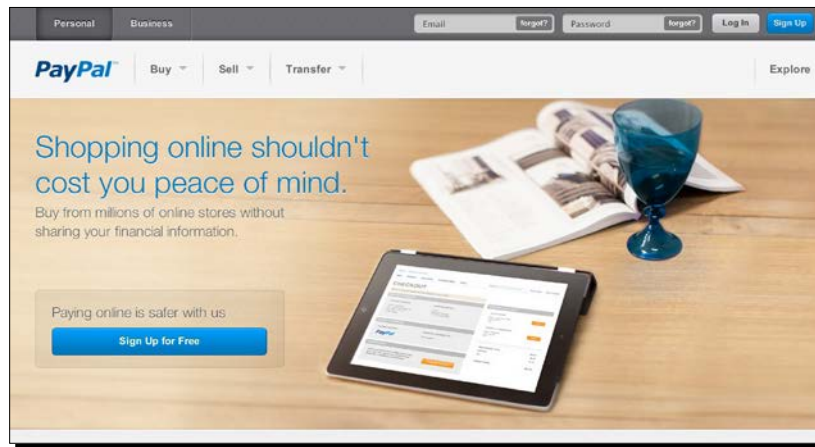 Personal Business Email forgot? Password forgot? Log In Sign Up
PayPal™ Buy Sell Transfer Explore
Shopping online shouldn't
cost you peace of mind.
Buy from millions of online stores without
sharing your financial information.
Paying online is safer with us
Sign Up for Free
PayPal